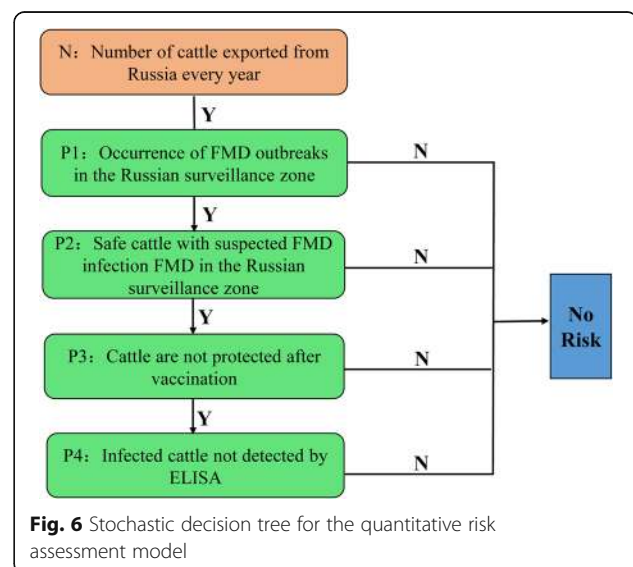 N：Number of cattle exported from
Russia every year
Y
P1：Occurrence of FMD outbreaks
in the Russian surveillance zone
N
Y
P2：Safe cattle with suspected FMD
infection FMD in the Russian
surveillance zone
N
Y
No
Risk
P3：Cattle are not protected after
vaccination
N
Y
P4：Infected cattle not detected by
ELISA
N
Fig. 6 Stochastic decision tree for the quantitative risk
assessment model